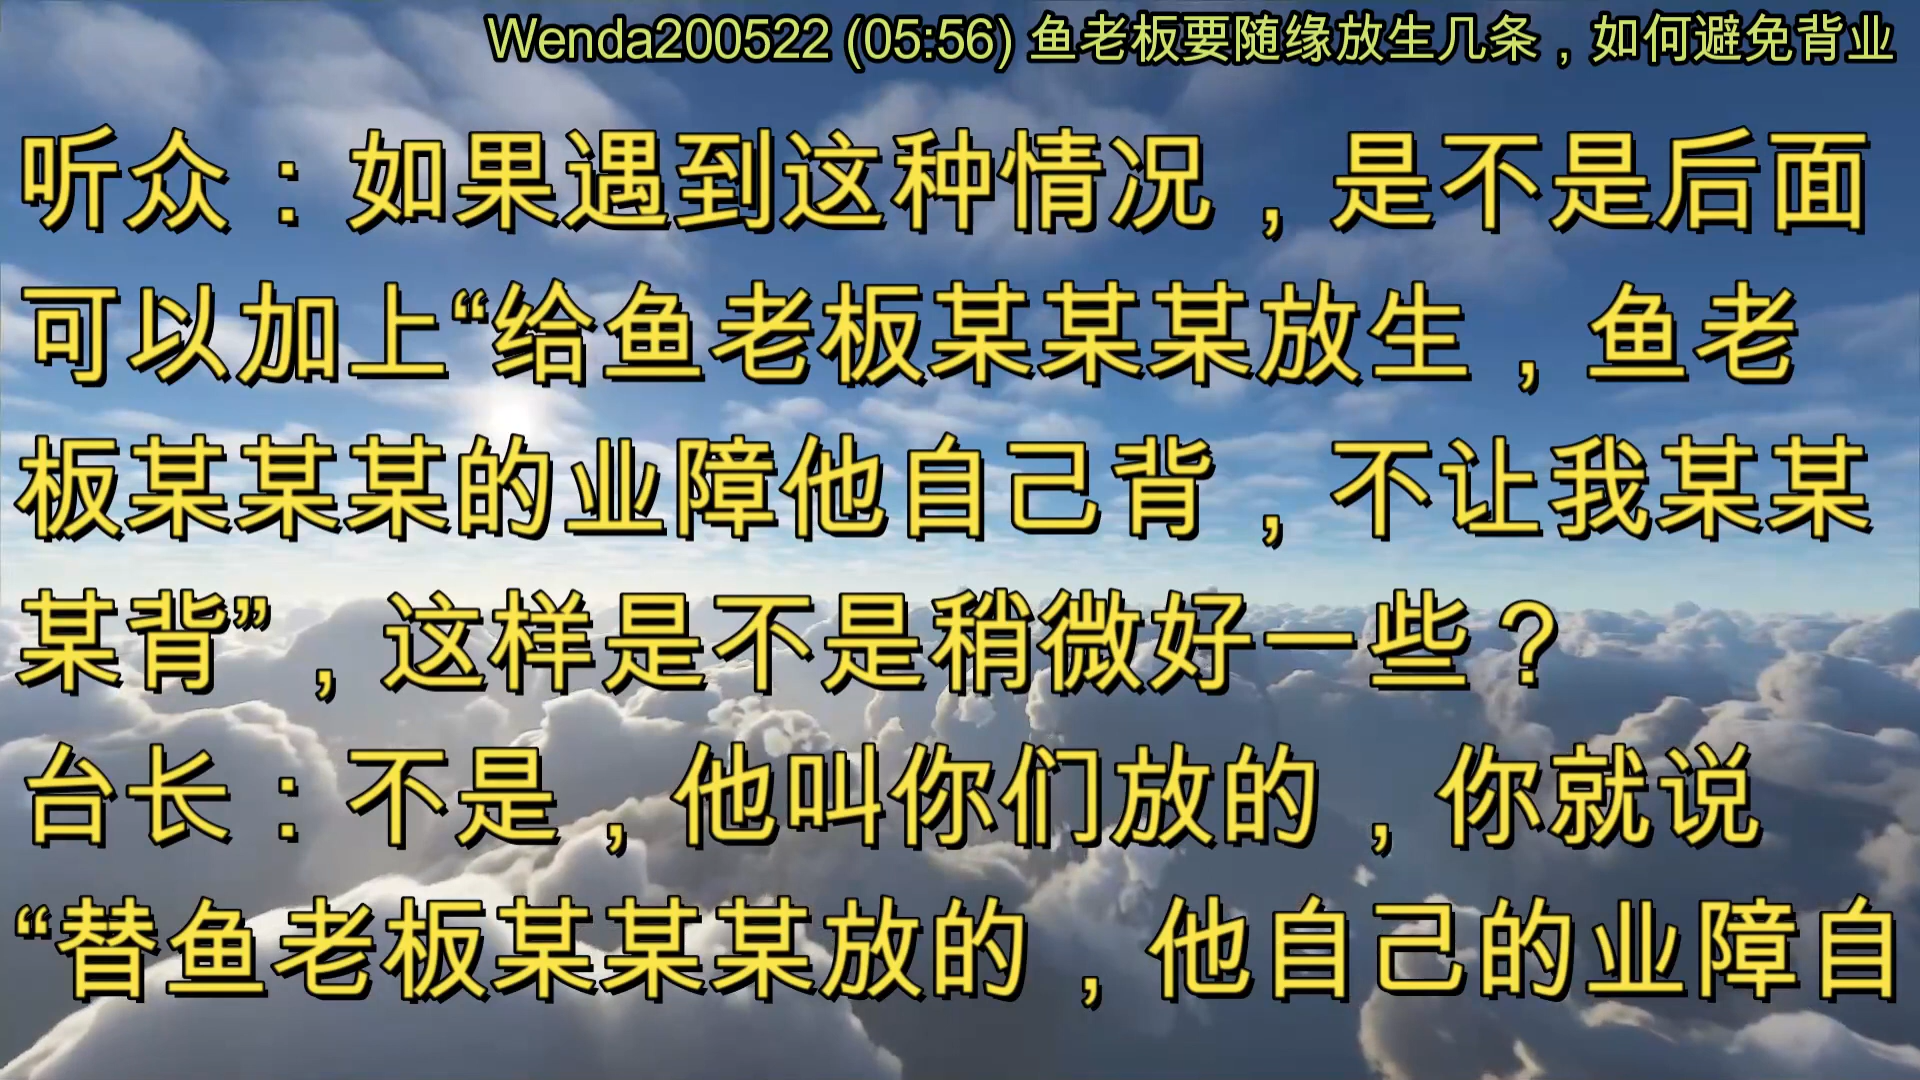 Wenda200522 (05:56) 鱼老板要随缘放生几条，如何避免背业
听众：如果遇到这种情况，是不是后面
可以加上“给鱼老板某某某放生，鱼老
板某某某的业障他自己背，不让我某某
某背”，这样是不是稍微好一些？
台长：不是，他叫你们放的，你就说
“替鱼老板某某某放的，他自己的业障自